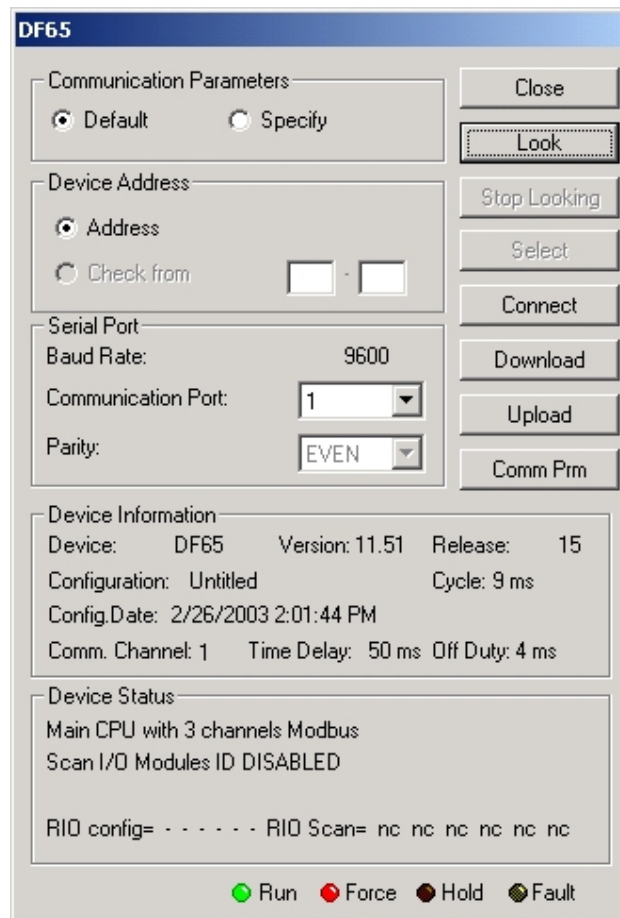 DF65
Communication Parameters
Default Specify
Close
Look
Device Address
Address
Check from -
Stop Looking
Select
Serial Port
Baud Rate: 9600
Communication Port: 1
Parity: EVEN
Connect
Download
Upload
Comm Prm
Device Information
Device: DF65 Version: 11.51 Release: 15
Configuration: Untitled Cycle: 9 ms
Config.Date: 2/26/2003 2:01:44 PM
Comm. Channel: 1 Time Delay: 50 ms Off Duty: 4 ms
Device Status
Main CPU with 3 channels Modbus
Scan I/O Modules ID DISABLED
RIO config= - - - - - - RIO Scan= nc nc nc nc nc nc
Run Force Hold Fault